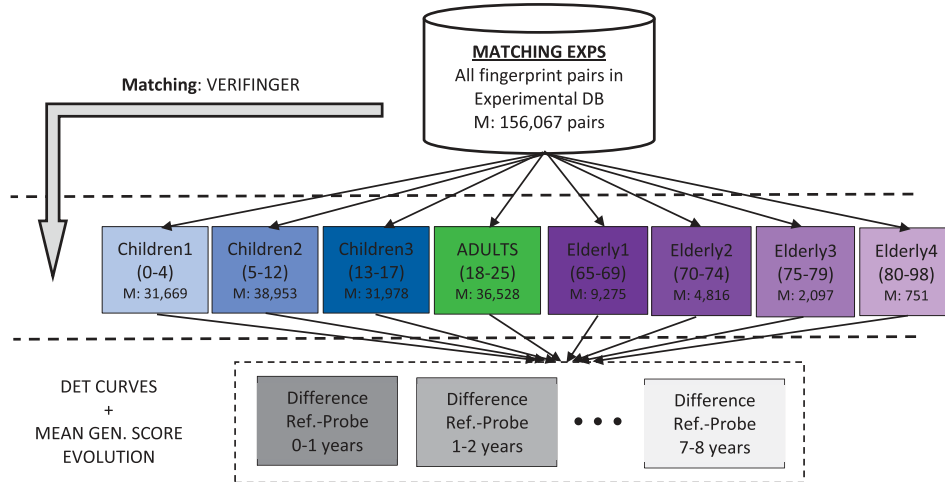 MATCHING EXPS
All fingerprint pairs in
Experimental DB
M: 156,067 pairs
Matching: VERIFINGER
Children1
(0-4)
M: 31,669
Children2
(5-12)
M: 38,953
Children3
(13-17)
M: 31,978
ADULTS
(18-25)
M: 36,528
Elderly1
(65-69)
M: 9,275
Elderly2
(70-74)
M: 4,816
Elderly3
(75-79)
M: 2,097
Elderly4
(80-98)
M: 751
DET CURVES
+
MEAN GEN. SCORE
EVOLUTION
Difference
Ref.-Probe
0-1 years
Difference
Ref.-Probe
1-2 years
• • •
Difference
Ref.-Probe
7-8 years